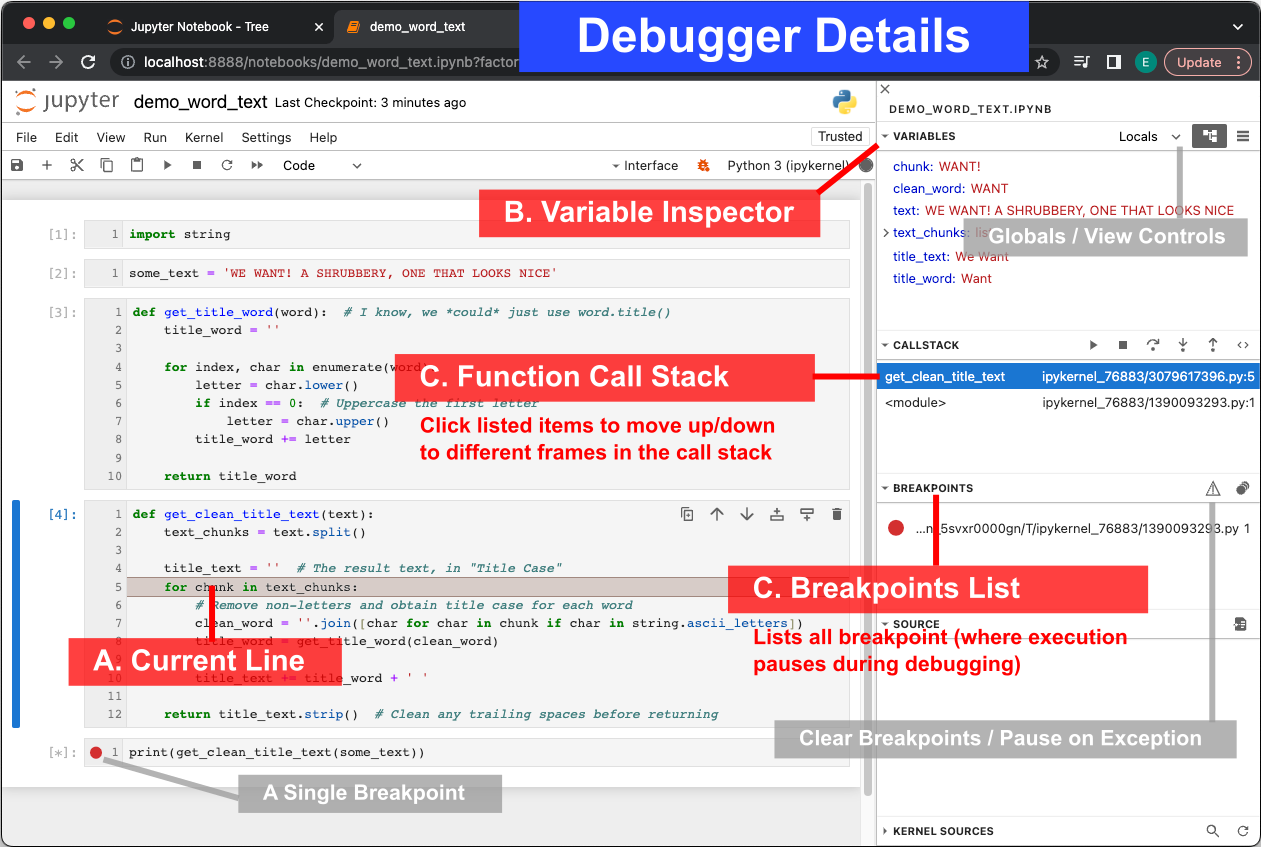 Jupyter Notebook - Tree
demo_word_text
Debugger Details
localhost:8888/notebooks/demo_word_text.ipynb?factor
E
Update
jupyter demo_word_text Last Checkpoint: 3 minutes ago
File Edit View Run Kernel Settings Help
Trusted
Code
Interface
Python 3 (ipykernel)
[1]: 1 import string
[2]: 1 some_text = 'WE WANT! A SHRUBBERY, ONE THAT LOOKS NICE'
[3]: 1 def get_title_word(word):  # I know, we *could* just use word.title()
2     title_word = ''
3
4     for index, char in enumerate(word)
5         letter = char.lower()
6         if index == 0:  # Uppercase the first letter
7             letter = char.upper()
8         title_word += letter
9
10     return title_word
[4]: 1 def get_clean_title_text(text):
2     text_chunks = text.split()
3
4     title_text = ''  # The result text, in "Title Case"
5     for chunk in text_chunks:
6         # Remove non-letters and obtain title case for each word
7         clean_word = ''.join([char for char in chunk if char in string.ascii_letters])
8         title_word = get_title_word(clean_word)
10         title_text += title_word + ' '
11
12     return title_text.strip()  # Clean any trailing spaces before returning
[*]: 1 print(get_clean_title_text(some_text))
A. Current Line
A Single Breakpoint
B. Variable Inspector
C. Function Call Stack
Click listed items to move up/down
to different frames in the call stack
DEMO_WORD_TEXT.IPYNB
VARIABLES
Locals
chunk: WANT!
clean_word: WANT
text: WE WANT! A SHRUBBERY, ONE THAT LOOKS NICE
text_chunks:
title_text: We Want
title_word: Want
Globals / View Controls
CALLSTACK
get_clean_title_text ipykernel_76883/3079617396.py:5
<module> ipykernel_76883/1390093293.py:1
BREAKPOINTS
...n_5svxr0000gn/T/ipykernel_76883/1390093293.py 1
C. Breakpoints List
SOURCE
Lists all breakpoint (where execution
pauses during debugging)
Clear Breakpoints / Pause on Exception
KERNEL SOURCES